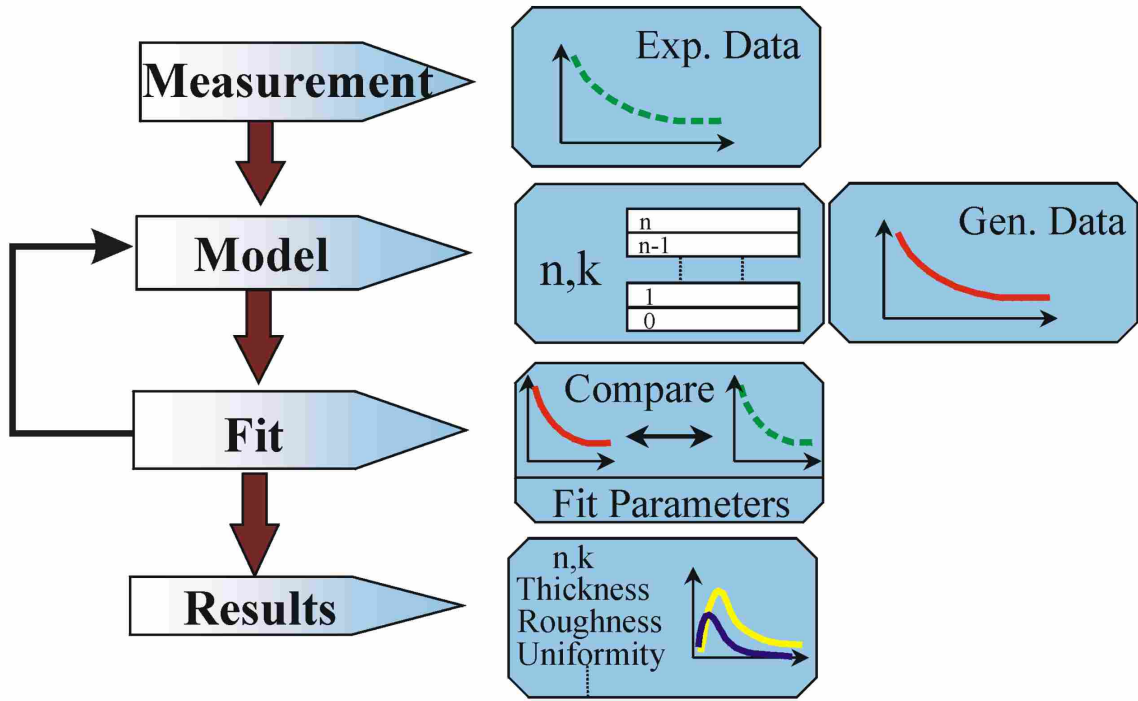 Measurement
Exp. Data
Model
n,k
n
n-1
1
0
Gen. Data
Fit
Compare
Fit Parameters
Results
n,k
Thickness
Roughness
Uniformity